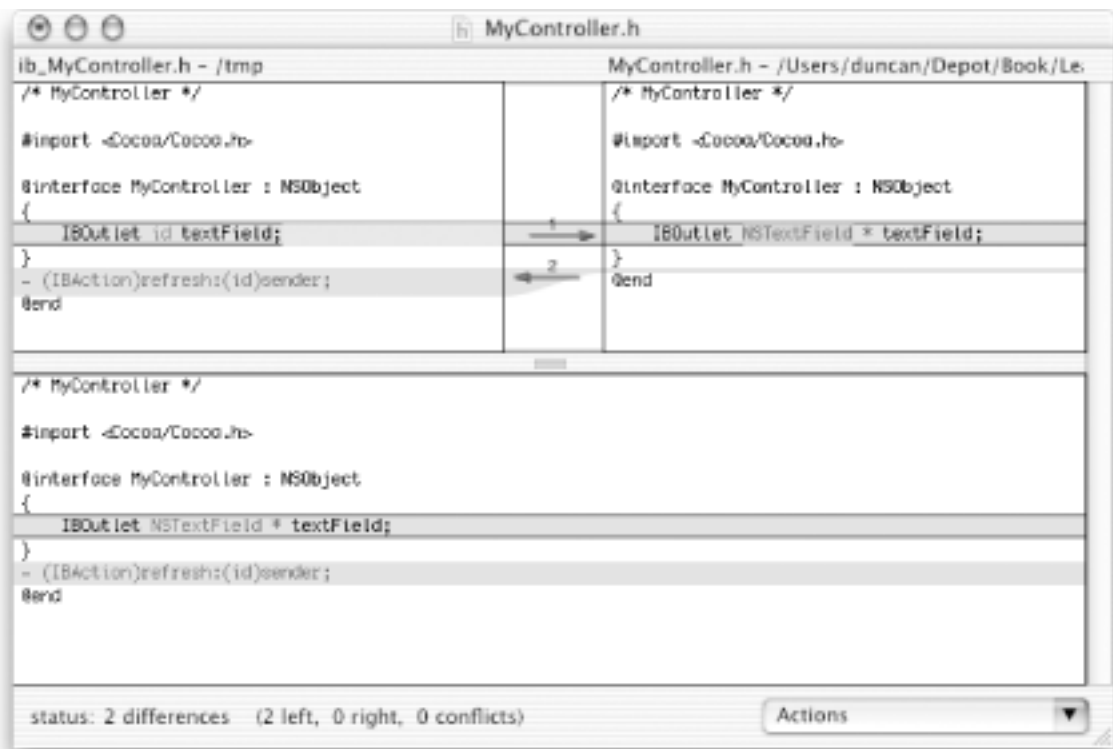 h MyController.h
ib_MyController.h - /tmp
MyController.h - /Users/duncan/Depot/Book/Le
/* MyController */
#import <Cocoa/Cocoa.h>
@interface MyController : NSObject
{
IBOutlet id textField;
}
- (IBAction)refresh:(id)sender;
@end
1
2
/* MyController */
#import <Cocoa/Cocoa.h>
@interface MyController : NSObject
{
IBOutlet NSTextField * textField;
}
@end
/* MyController */
#import <Cocoa/Cocoa.h>
@interface MyController : NSObject
{
IBOutlet NSTextField * textField;
}
- (IBAction)refresh:(id)sender;
@end
status: 2 differences (2 left, 0 right, 0 conflicts)
Actions